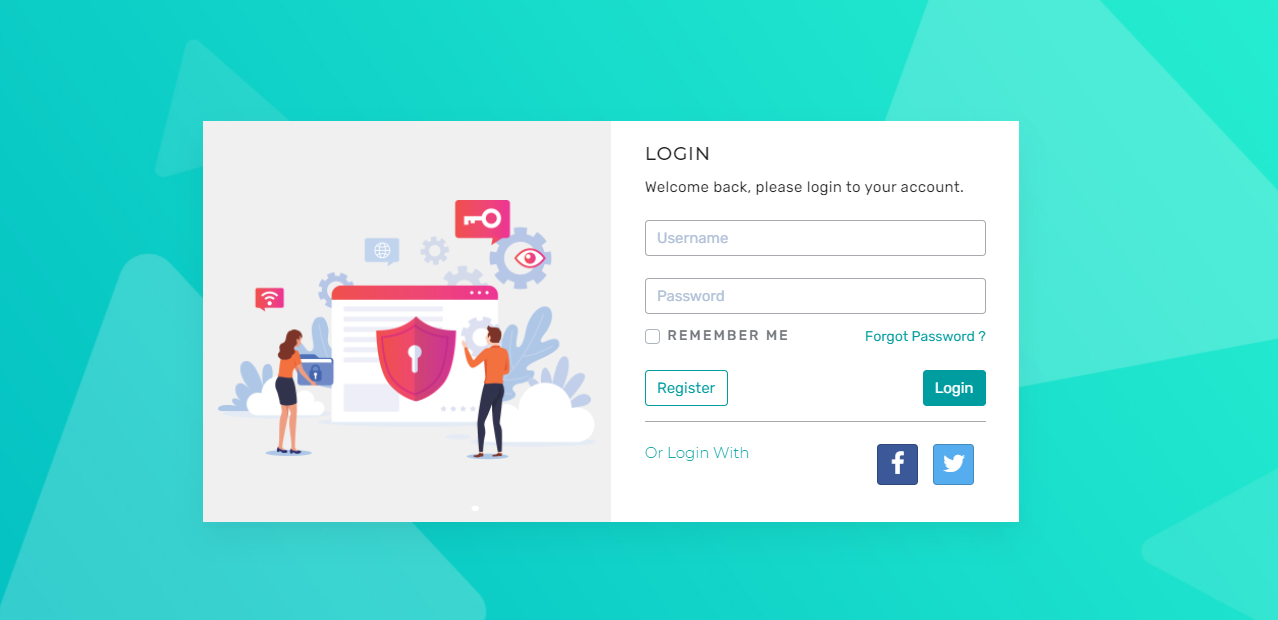 LOGIN
Welcome back, please login to your account.
Username
Password
REMEMBER ME
Forgot Password ?
Register
Login
Or Login With